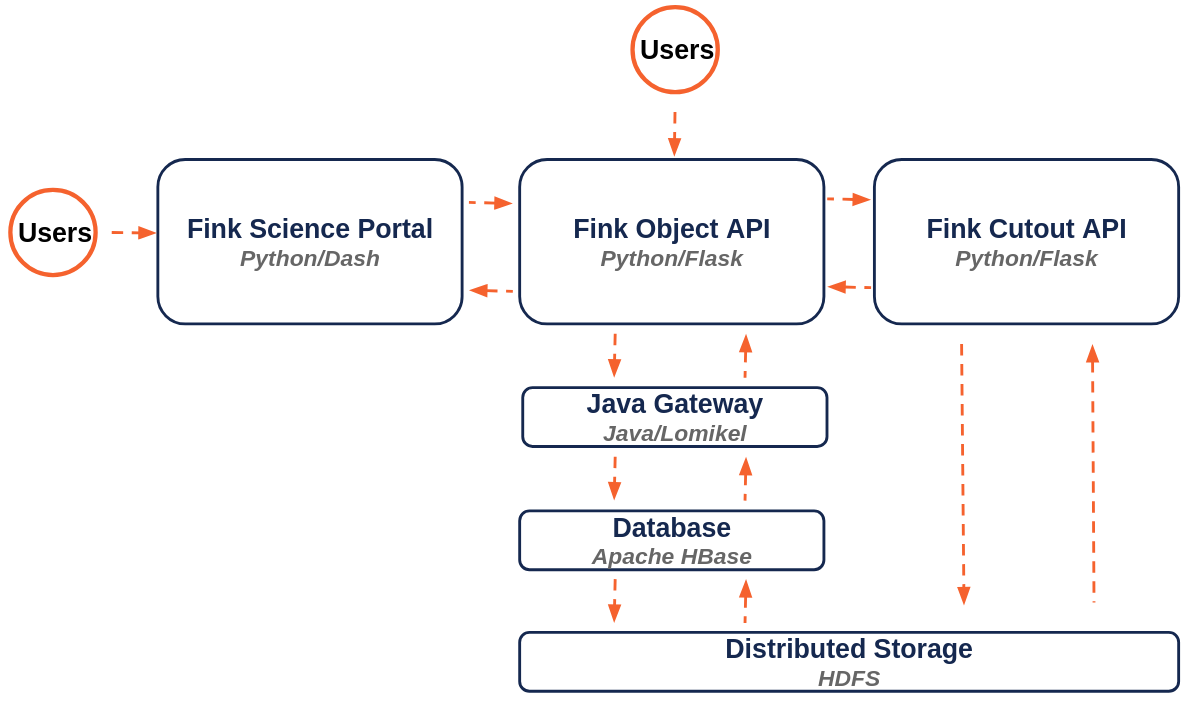 Users
Users
Fink Science Portal
Python/Dash
Fink Object API
Python/Flask
Fink Cutout API
Python/Flask
Java Gateway
Java/Lomikel
Database
Apache HBase
Distributed Storage
HDFS